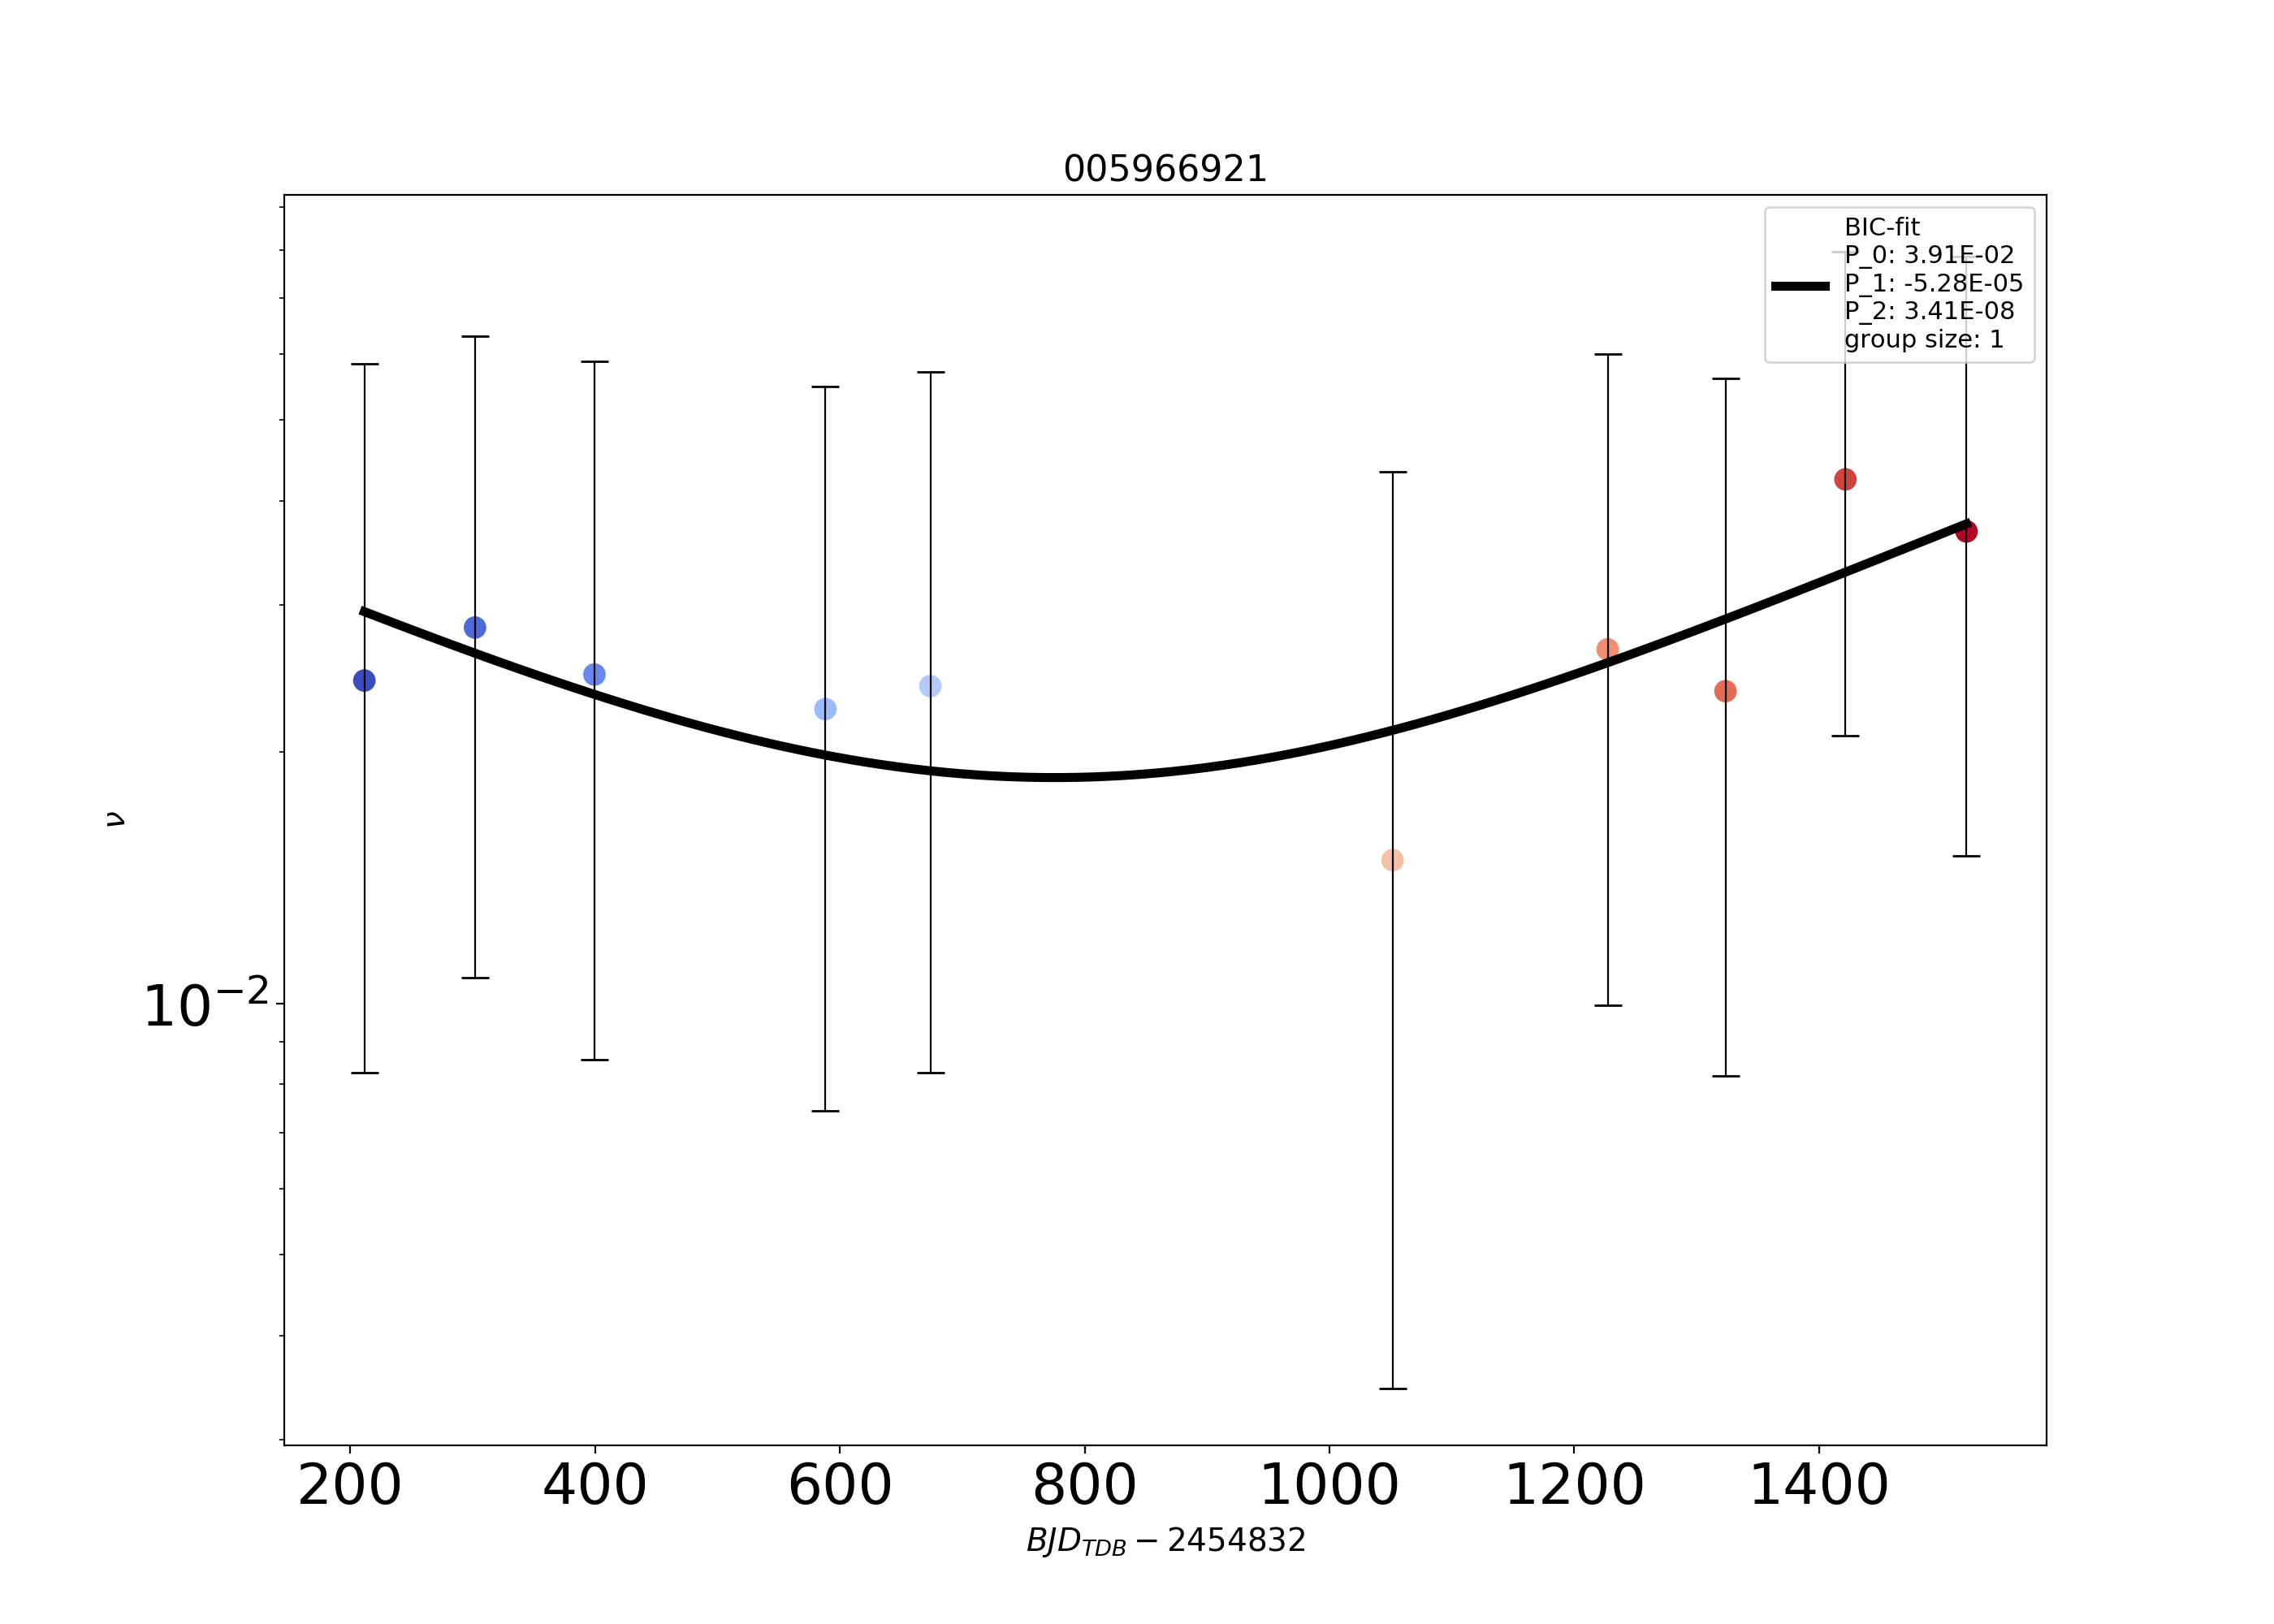 005966921
BIC-fit
P_0: 3.91E-02
P_1: -5.28E-05
P_2: 3.41E-08
group size: 1
ν
10⁻²
200 400 600 800 1000 1200 1400
BJD_TDB − 2454832